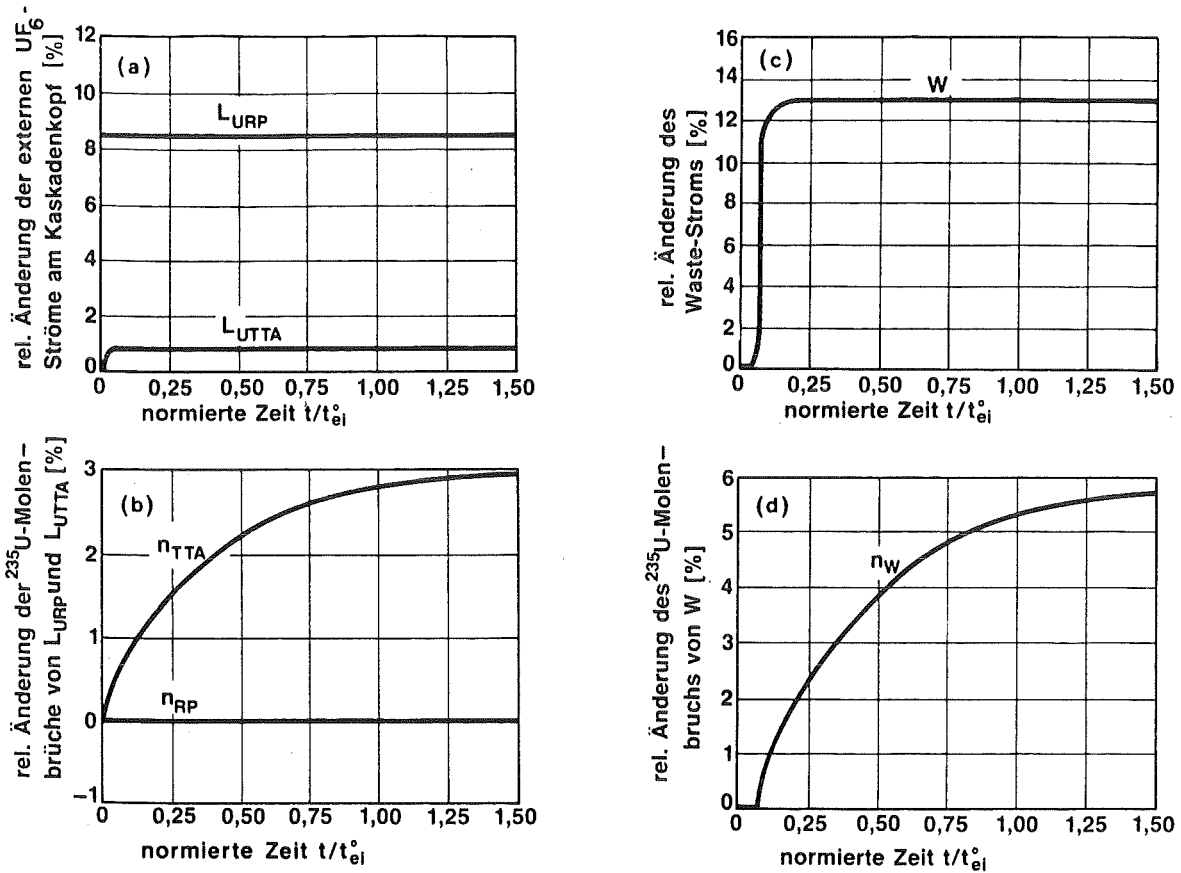 rel. Änderung der externen UF6-
Ströme am Kaskadenkopf [%]
(a)
12
10
8
6
4
2
0
LURP
LUTTA
0 0,25 0,50 0,75 1,00 1,25 1,50
normierte Zeit t/t°ei
rel. Änderung des
Waste-Stroms [%]
(c)
16
14
12
10
8
6
4
2
0
W
0 0,25 0,50 0,75 1,00 1,25 1,50
normierte Zeit t/t°ei
rel. Änderung der 235U-Molen-
brüche von LURP und LUTTA [%]
(b)
3
2
1
0
-1
nTTA
nRP
0 0,25 0,50 0,75 1,00 1,25 1,50
normierte Zeit t/t°ei
rel. Änderung des 235U-Molen-
bruchs von W [%]
(d)
6
5
4
3
2
1
0
nW
0 0,25 0,50 0,75 1,00 1,25 1,50
normierte Zeit t/t°ei